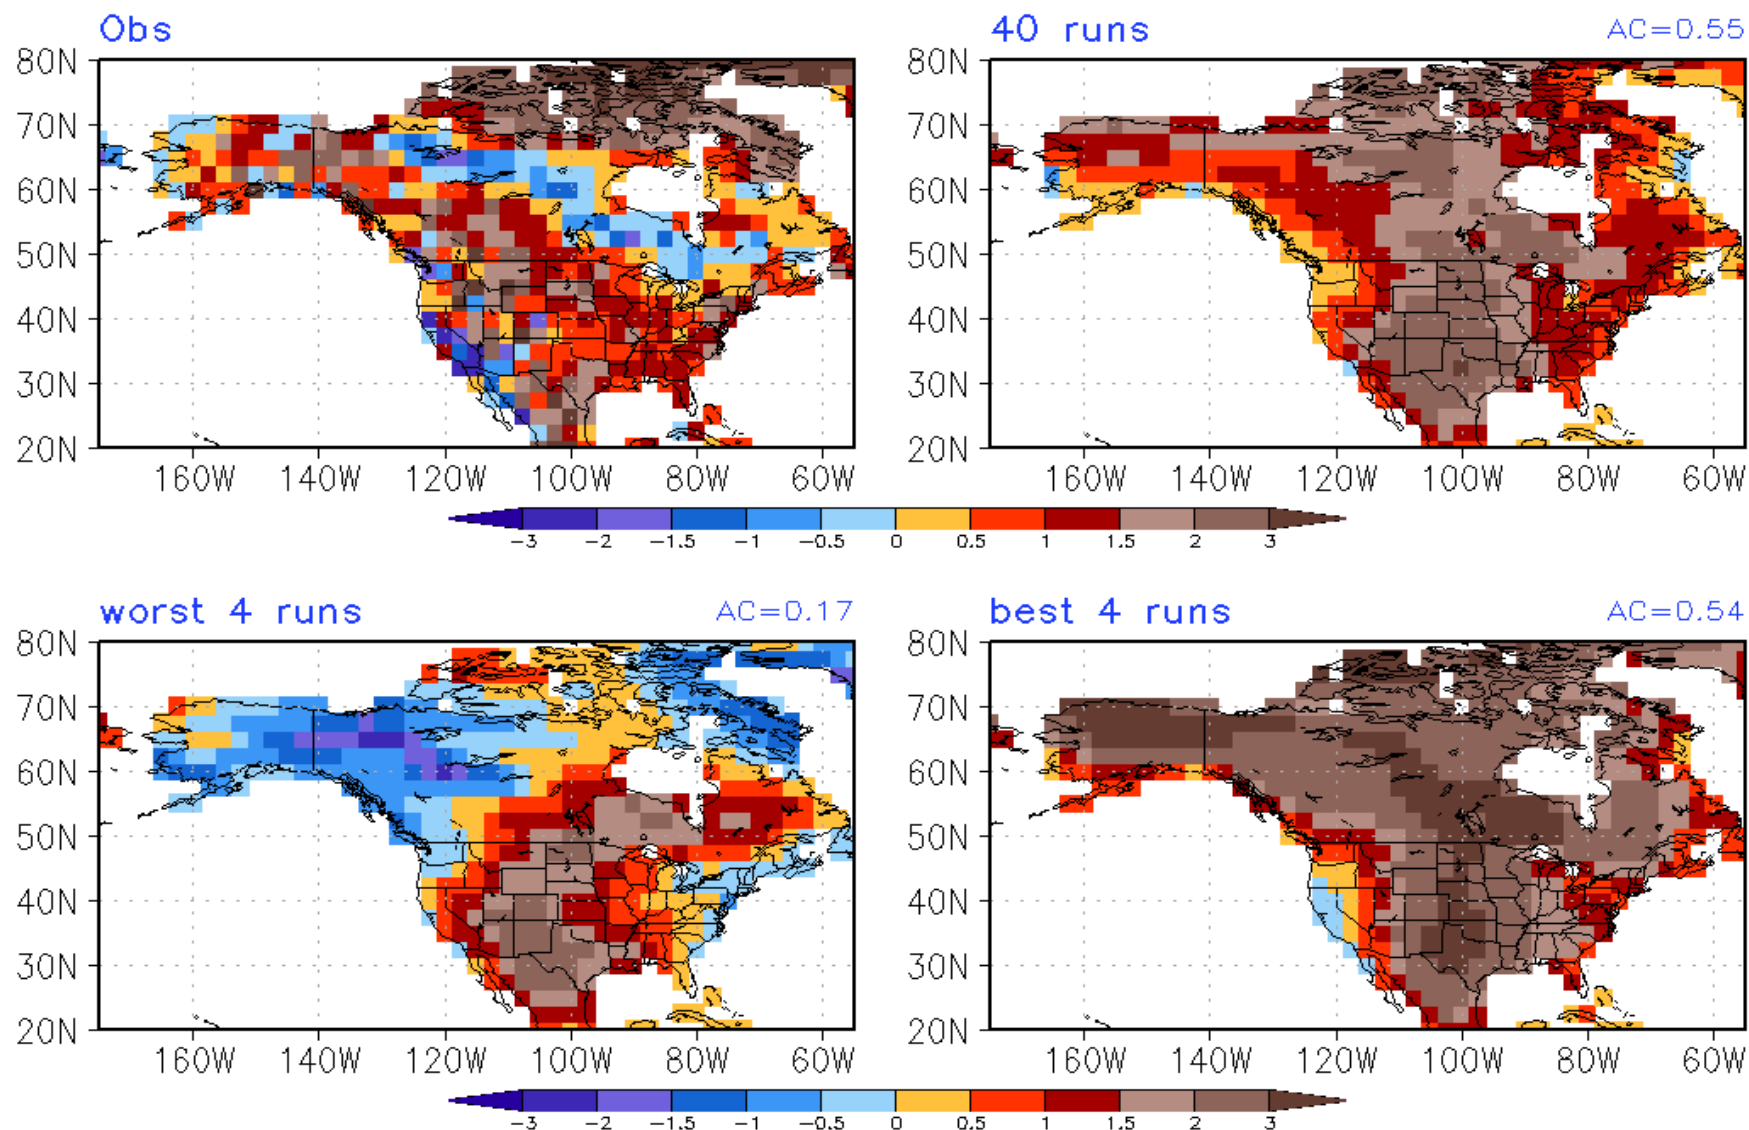 Obs
40 runs AC=0.55
80N 80N
70N 70N
60N 60N
50N 50N
40N 40N
30N 30N
20N 20N
160W 140W 120W 100W 80W 60W 160W 140W 120W 100W 80W 60W
-3 -2 -1.5 -1 -0.5 0 0.5 1 1.5 2 3
worst 4 runs AC=0.17
best 4 runs AC=0.54
80N 80N
70N 70N
60N 60N
50N 50N
40N 40N
30N 30N
20N 20N
160W 140W 120W 100W 80W 60W 160W 140W 120W 100W 80W 60W
-3 -2 -1.5 -1 -0.5 0 0.5 1 1.5 2 3